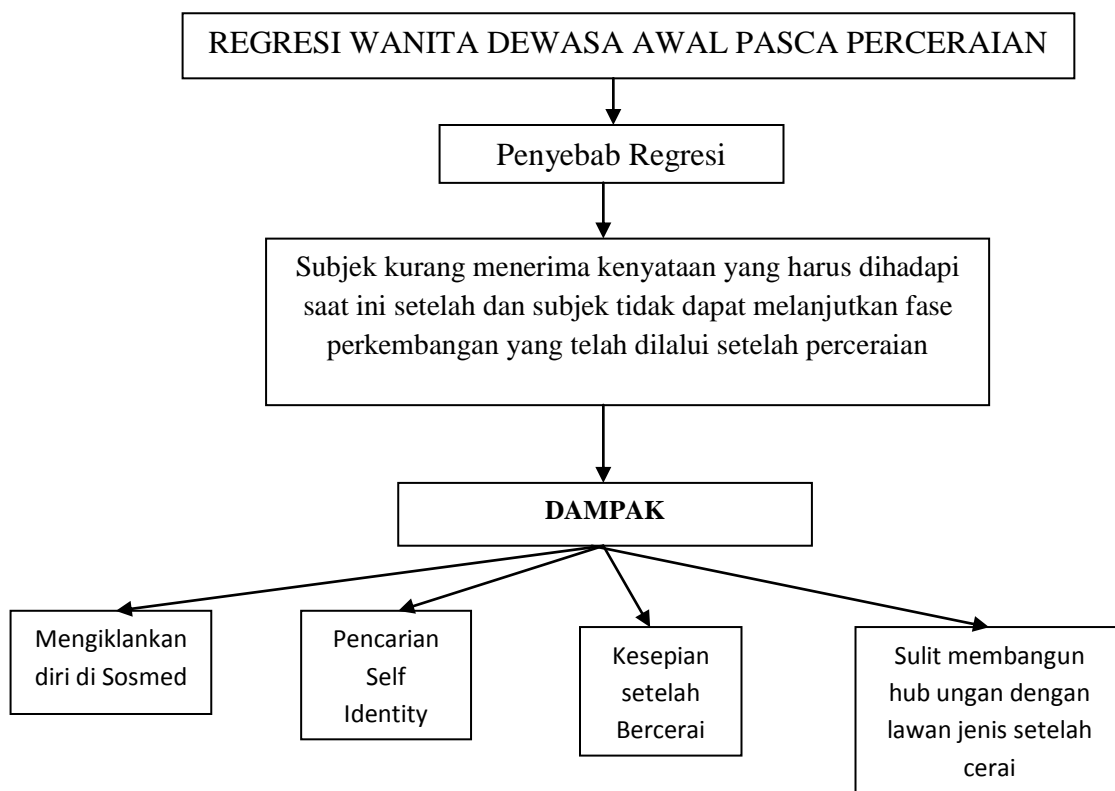 REGRESI WANITA DEWASA AWAL PASCA PERCERAIAN
Penyebab Regresi
Subjek kurang menerima kenyataan yang harus dihadapi
saat ini setelah dan subjek tidak dapat melanjutkan fase
perkembangan yang telah dilalui setelah perceraian
DAMPAK
Mengiklankan
diri di Sosmed
Pencarian
Self
Identity
Kesepian
setelah
Bercerai
Sulit membangun
hub ungan dengan
lawan jenis setelah
cerai